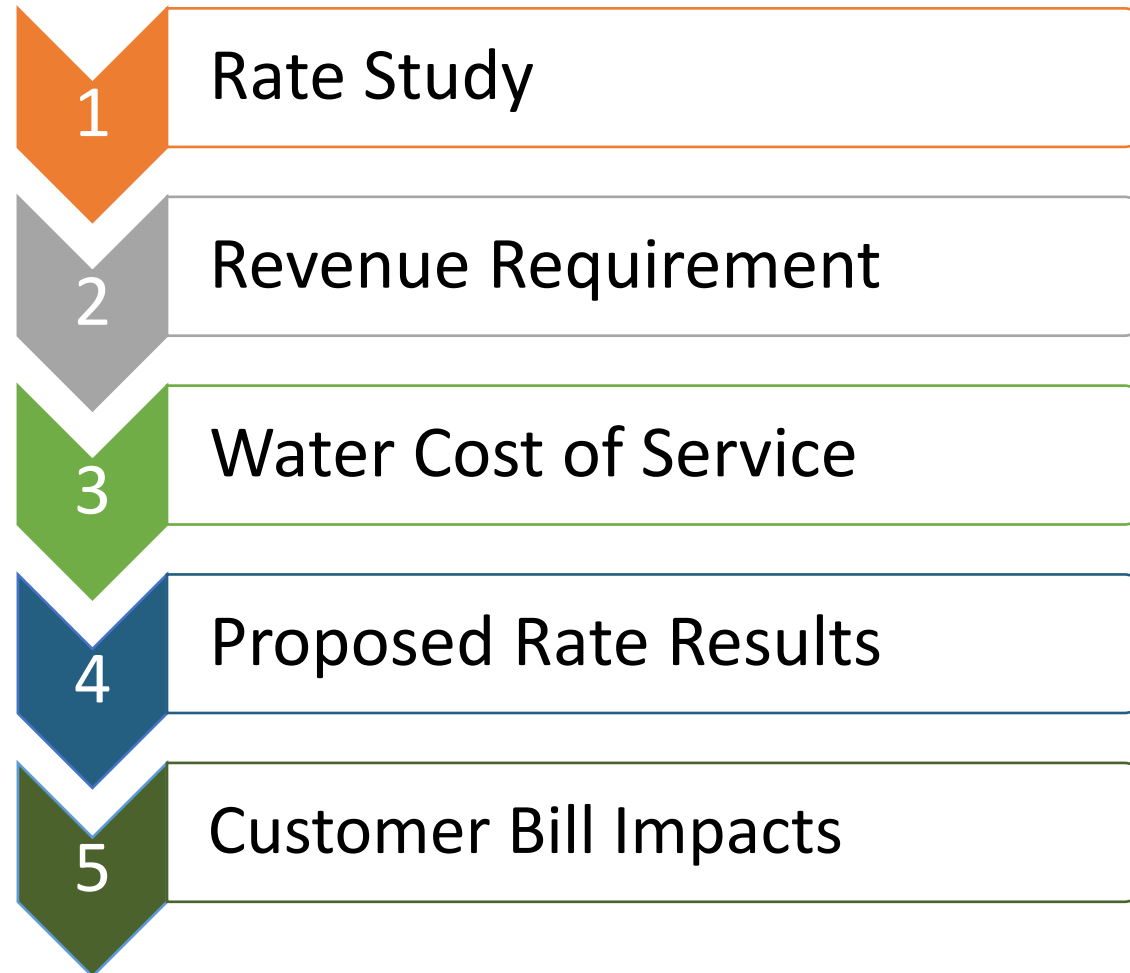 1
Rate Study
2
Revenue Requirement
3
Water Cost of Service
4
Proposed Rate Results
5
Customer Bill Impacts